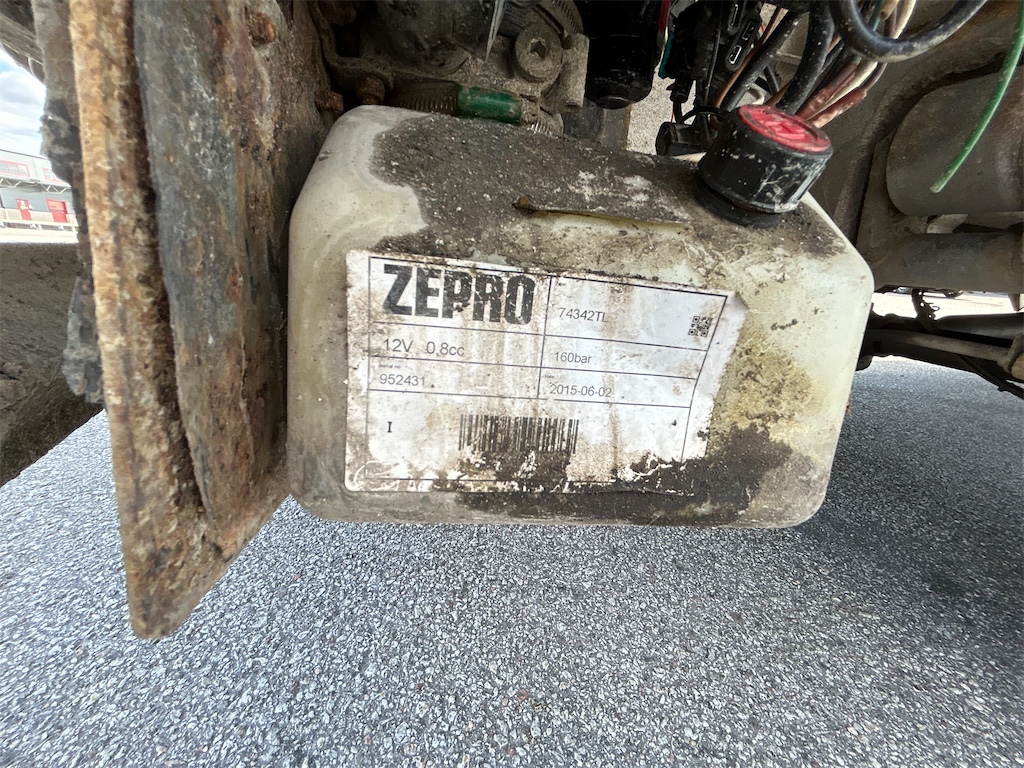 ZEPRO
74342TL
12V 0,8cc
160bar
952431
2015-06-02
I